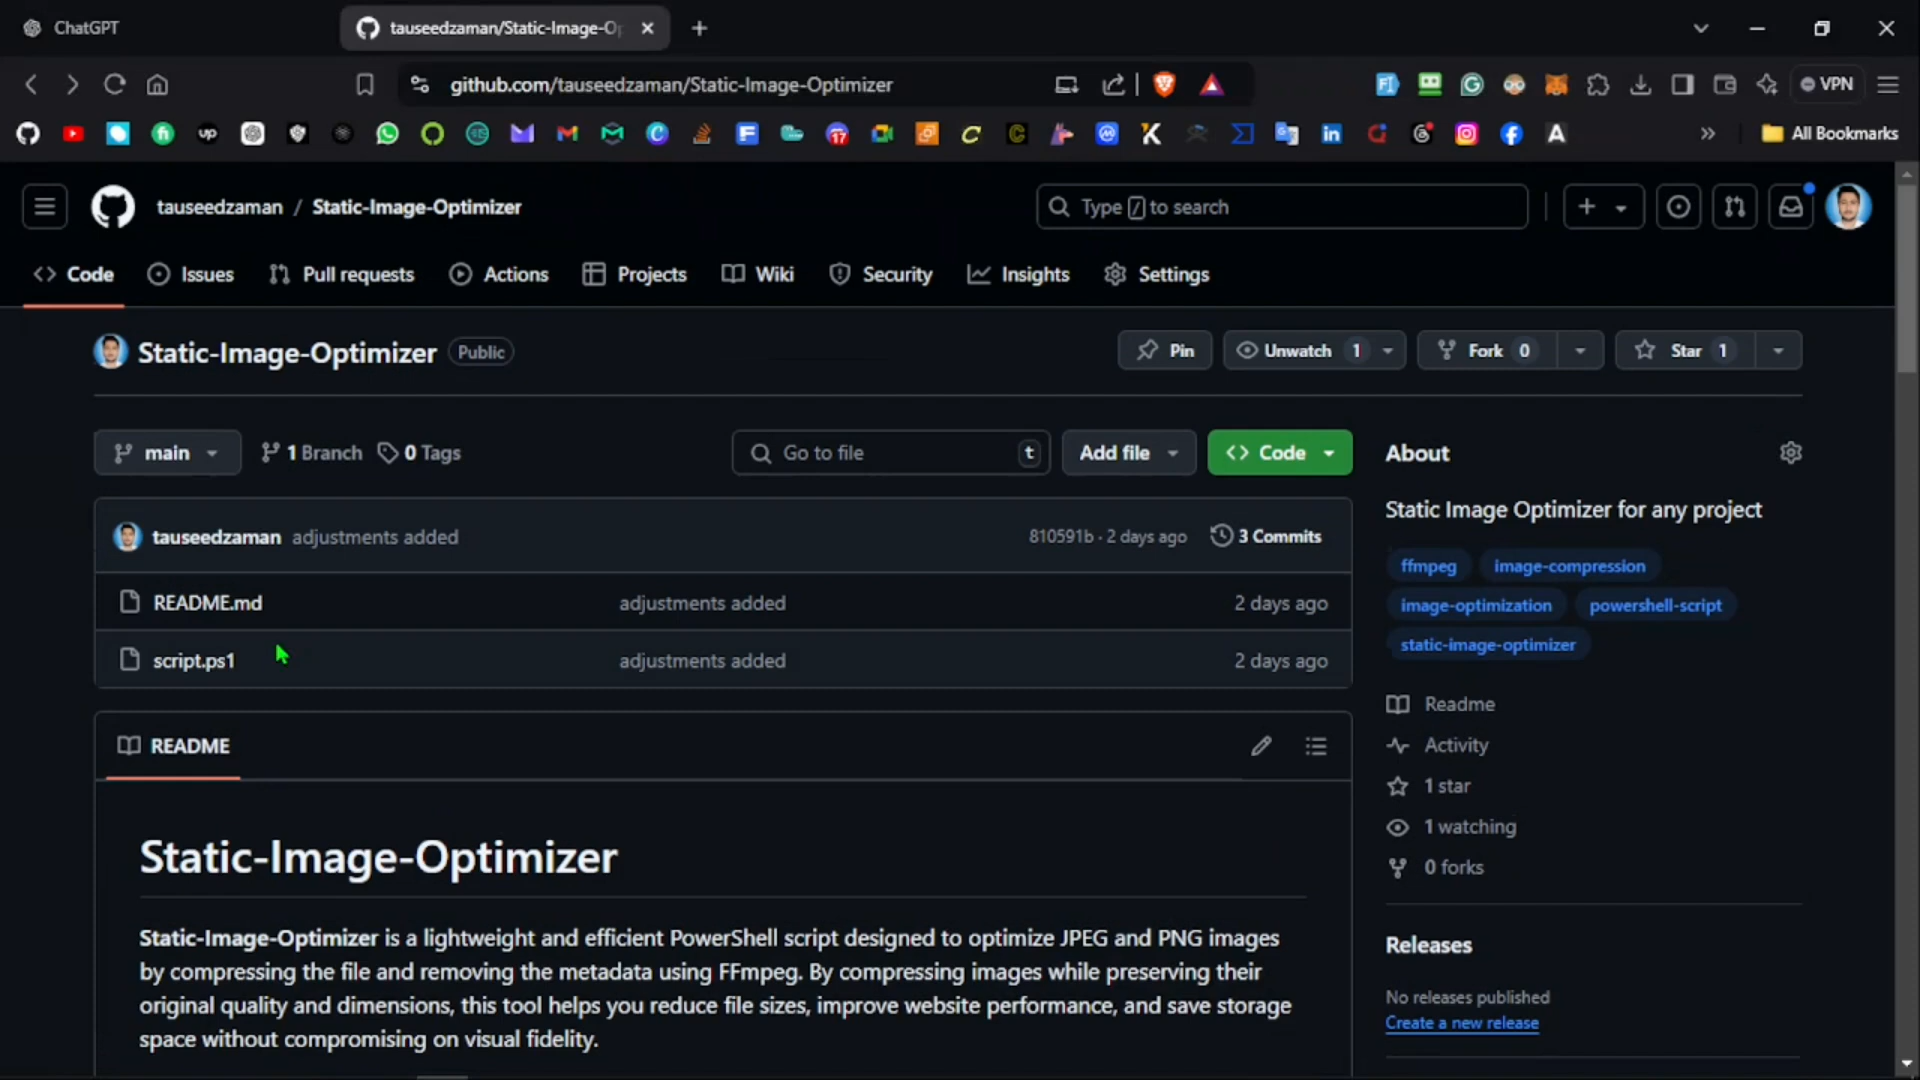 ChatGPT
tauseedzaman/Static-Image-O
github.com/tauseedzaman/Static-Image-Optimizer
VPN
All Bookmarks
tauseedzaman / Static-Image-Optimizer
Type / to search
Code
Issues
Pull requests
Actions
Projects
Wiki
Security
Insights
Settings
Static-Image-Optimizer
Public
Pin
Unwatch 1
Fork 0
Star 1
main
1 Branch
0 Tags
Go to file
t
Add file
Code
tauseedzaman adjustments added
810591b · 2 days ago
3 Commits
README.md
adjustments added
2 days ago
script.ps1
adjustments added
2 days ago
README
Static-Image-Optimizer
Static-Image-Optimizer is a lightweight and efficient PowerShell script designed to optimize JPEG and PNG images
by compressing the file and removing the metadata using FFmpeg. By compressing images while preserving their
original quality and dimensions, this tool helps you reduce file sizes, improve website performance, and save storage
space without compromising on visual fidelity.
About
Static Image Optimizer for any project
ffmpeg
image-compression
image-optimization
powershell-script
static-image-optimizer
Readme
Activity
1 star
1 watching
0 forks
Releases
No releases published
Create a new release